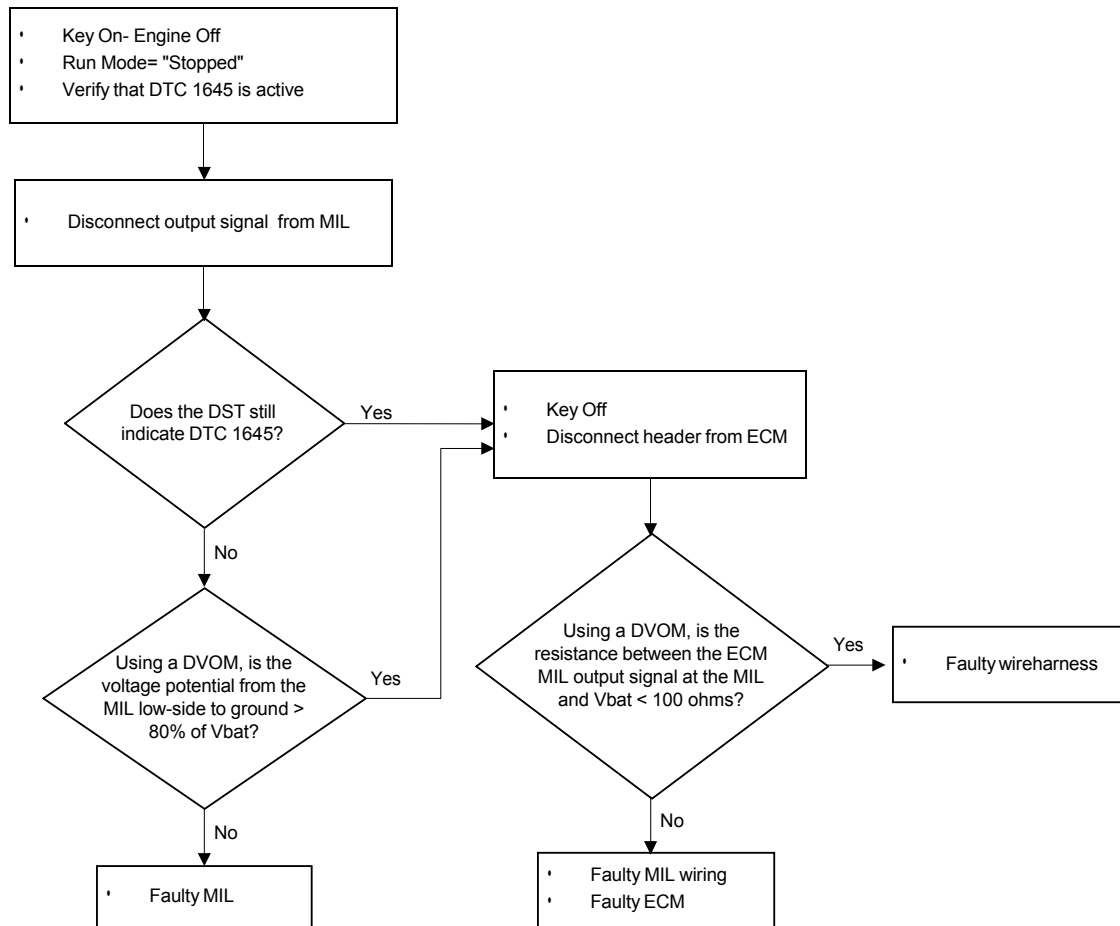 • Key On- Engine Off
• Run Mode= "Stopped"
• Verify that DTC 1645 is active
• Disconnect output signal from MIL
Does the DST still
indicate DTC 1645?
Yes
No
• Key Off
• Disconnect header from ECM
Using a DVOM, is the
voltage potential from the
MIL low-side to ground >
80% of Vbat?
Yes
No
Using a DVOM, is the
resistance between the ECM
MIL output signal at the MIL
and Vbat < 100 ohms?
Yes
No
• Faulty wireharness
• Faulty MIL
• Faulty MIL wiring
• Faulty ECM